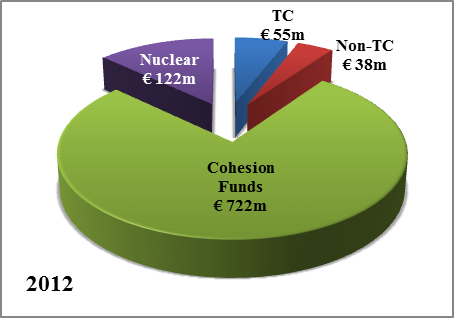 TC
€ 55m
Non-TC
€ 38m
Nuclear
€ 122m
Cohesion
Funds
€ 722m
2012